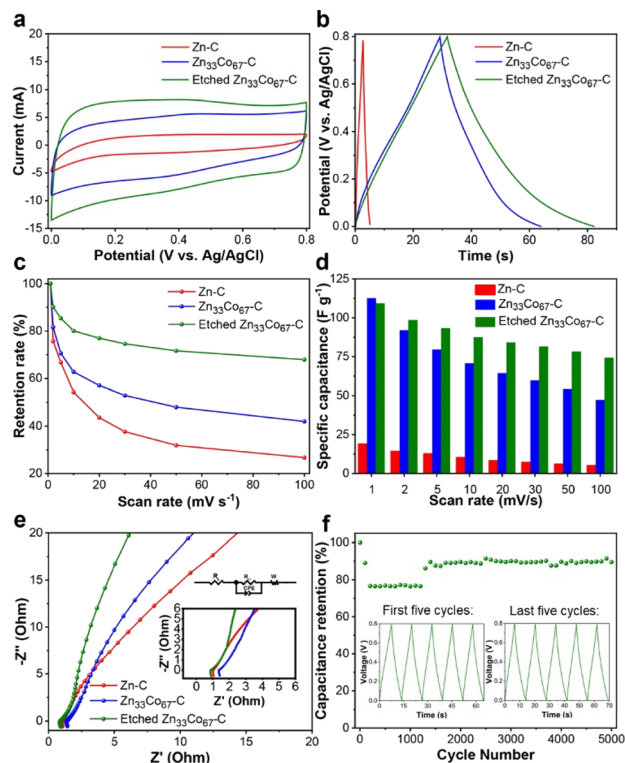 a
20
15
10
5
0
-5
-10
-15
0.0 0.2 0.4 0.6 0.8
Current (mA)
Potential (V vs. Ag/AgCl)
Zn-C
Zn₃₃Co₆₇-C
Etched Zn₃₃Co₆₇-C
b
0.8
0.6
0.4
0.2
0.0
0 20 40 60 80
Potential (V vs. Ag/AgCl)
Time (s)
Zn-C
Zn₃₃Co₆₇-C
Etched Zn₃₃Co₆₇-C
c
100
80
60
40
20
0 20 40 60 80 100
Retention rate (%)
Scan rate (mV s⁻¹)
Zn-C
Zn₃₃Co₆₇-C
Etched Zn₃₃Co₆₇-C
d
125
100
75
50
25
0
1 2 5 10 20 30 50 100
Specific capacitance (F g⁻¹)
Scan rate (mV/s)
Zn-C
Zn₃₃Co₆₇-C
Etched Zn₃₃Co₆₇-C
e
20
15
10
5
0
0 5 10 15 20
-Z'' (Ohm)
Z' (Ohm)
R
CPE
W
6
5
4
3
2
1
0
0 1 2 3 4 5 6
-Z'' (Ohm)
Z' (Ohm)
Zn-C
Zn₃₃Co₆₇-C
Etched Zn₃₃Co₆₇-C
f
100
80
60
40
20
0
0 1000 2000 3000 4000 5000
Capacitance retention (%)
Cycle Number
First five cycles:
0.8
0.6
0.4
0.2
0.0
0 10 20 30 40 50 60
Voltage (V )
Time (s)
Last five cycles:
0.8
0.6
0.4
0.2
0.0
0 10 20 30 40 50 60 70
Voltage (V )
Time (s)